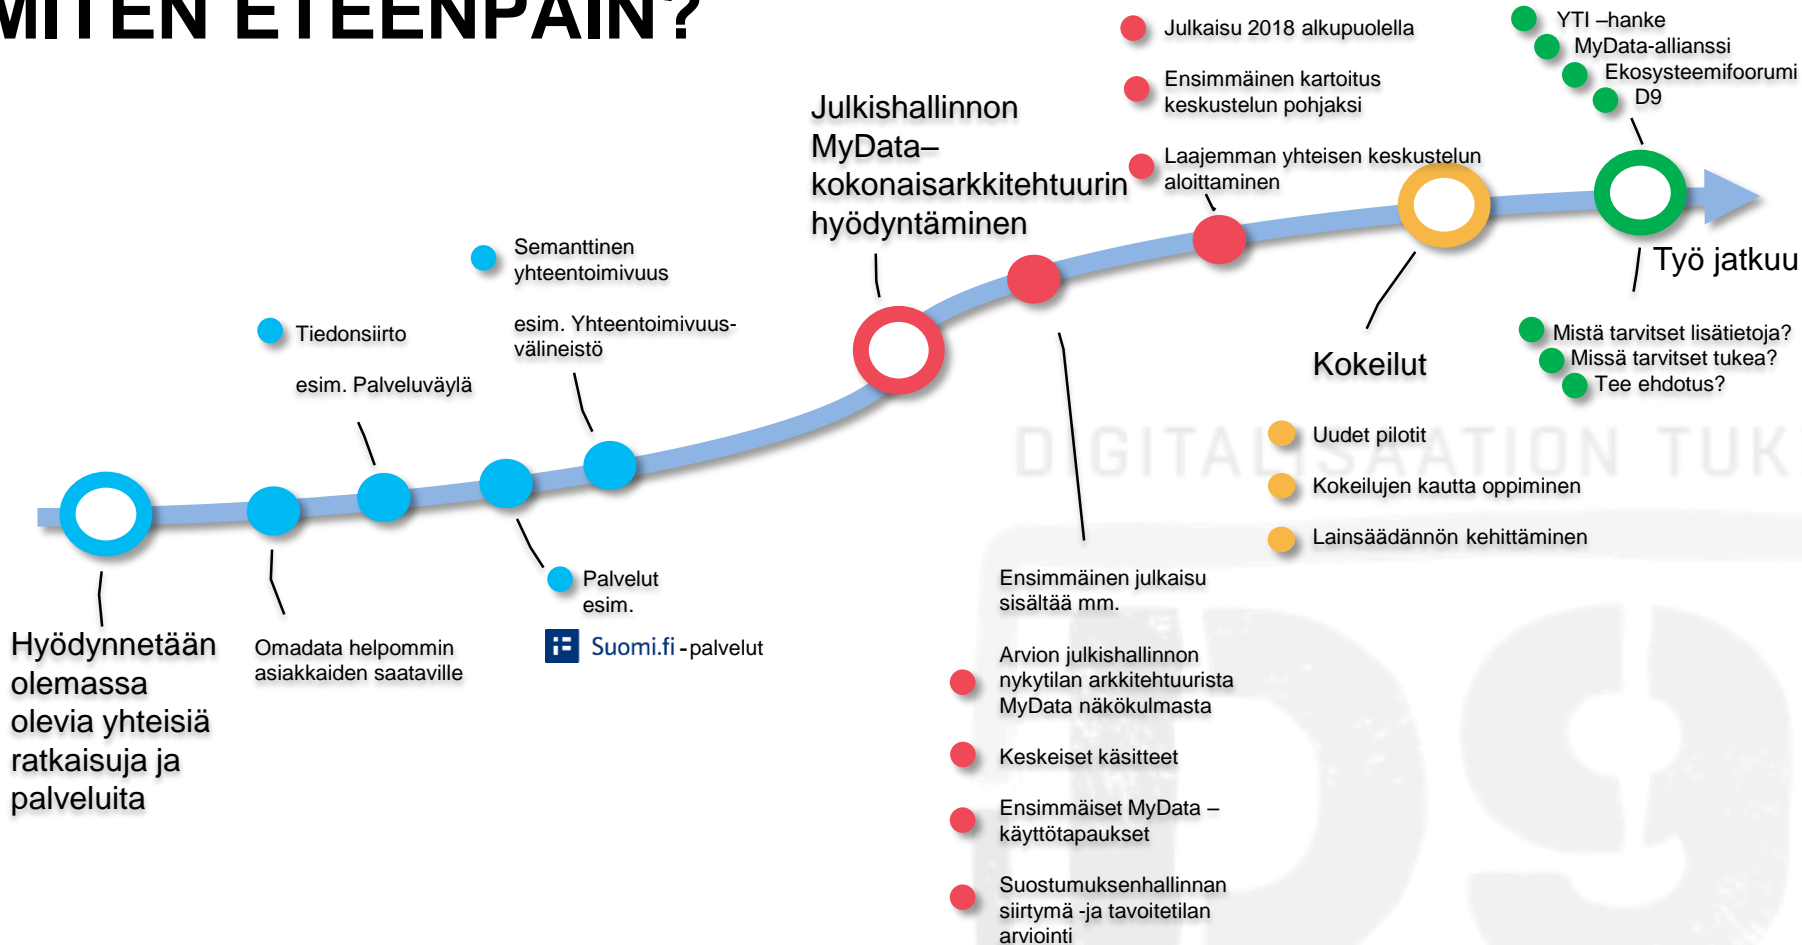 MITEN ETEENPÄIN?
Hyödynnetään
olemassa
olevia yhteisiä
ratkaisuja ja
palveluita
Omadata helpommin
asiakkaiden saataville
Tiedonsiirto
esim. Palveluväylä
Palvelut
esim.
Suomi.fi -palvelut
Semanttinen
yhteentoimivuus
esim. Yhteentoimivuus-
välineistö
Julkishallinnon
MyData–
kokonaisarkkitehtuurin
hyödyntäminen
Ensimmäinen julkaisu
sisältää mm.
Arvion julkishallinnon
nykytilan arkkitehtuurista
MyData näkökulmasta
Keskeiset käsitteet
Ensimmäiset MyData –
käyttötapaukset
Suostumuksenhallinnan
siirtymä -ja tavoitetilan
arviointi
Julkaisu 2018 alkupuolella
Ensimmäinen kartoitus
keskustelun pohjaksi
Laajemman yhteisen keskustelun
aloittaminen
Kokeilut
Uudet pilotit
Kokeilujen kautta oppiminen
Lainsäädännön kehittäminen
YTI –hanke
MyData-allianssi
Ekosysteemifoorumi
D9
Työ jatkuu
Mistä tarvitset lisätietoja?
Missä tarvitset tukea?
Tee ehdotus?
DIGITALISAATION TUK
D9